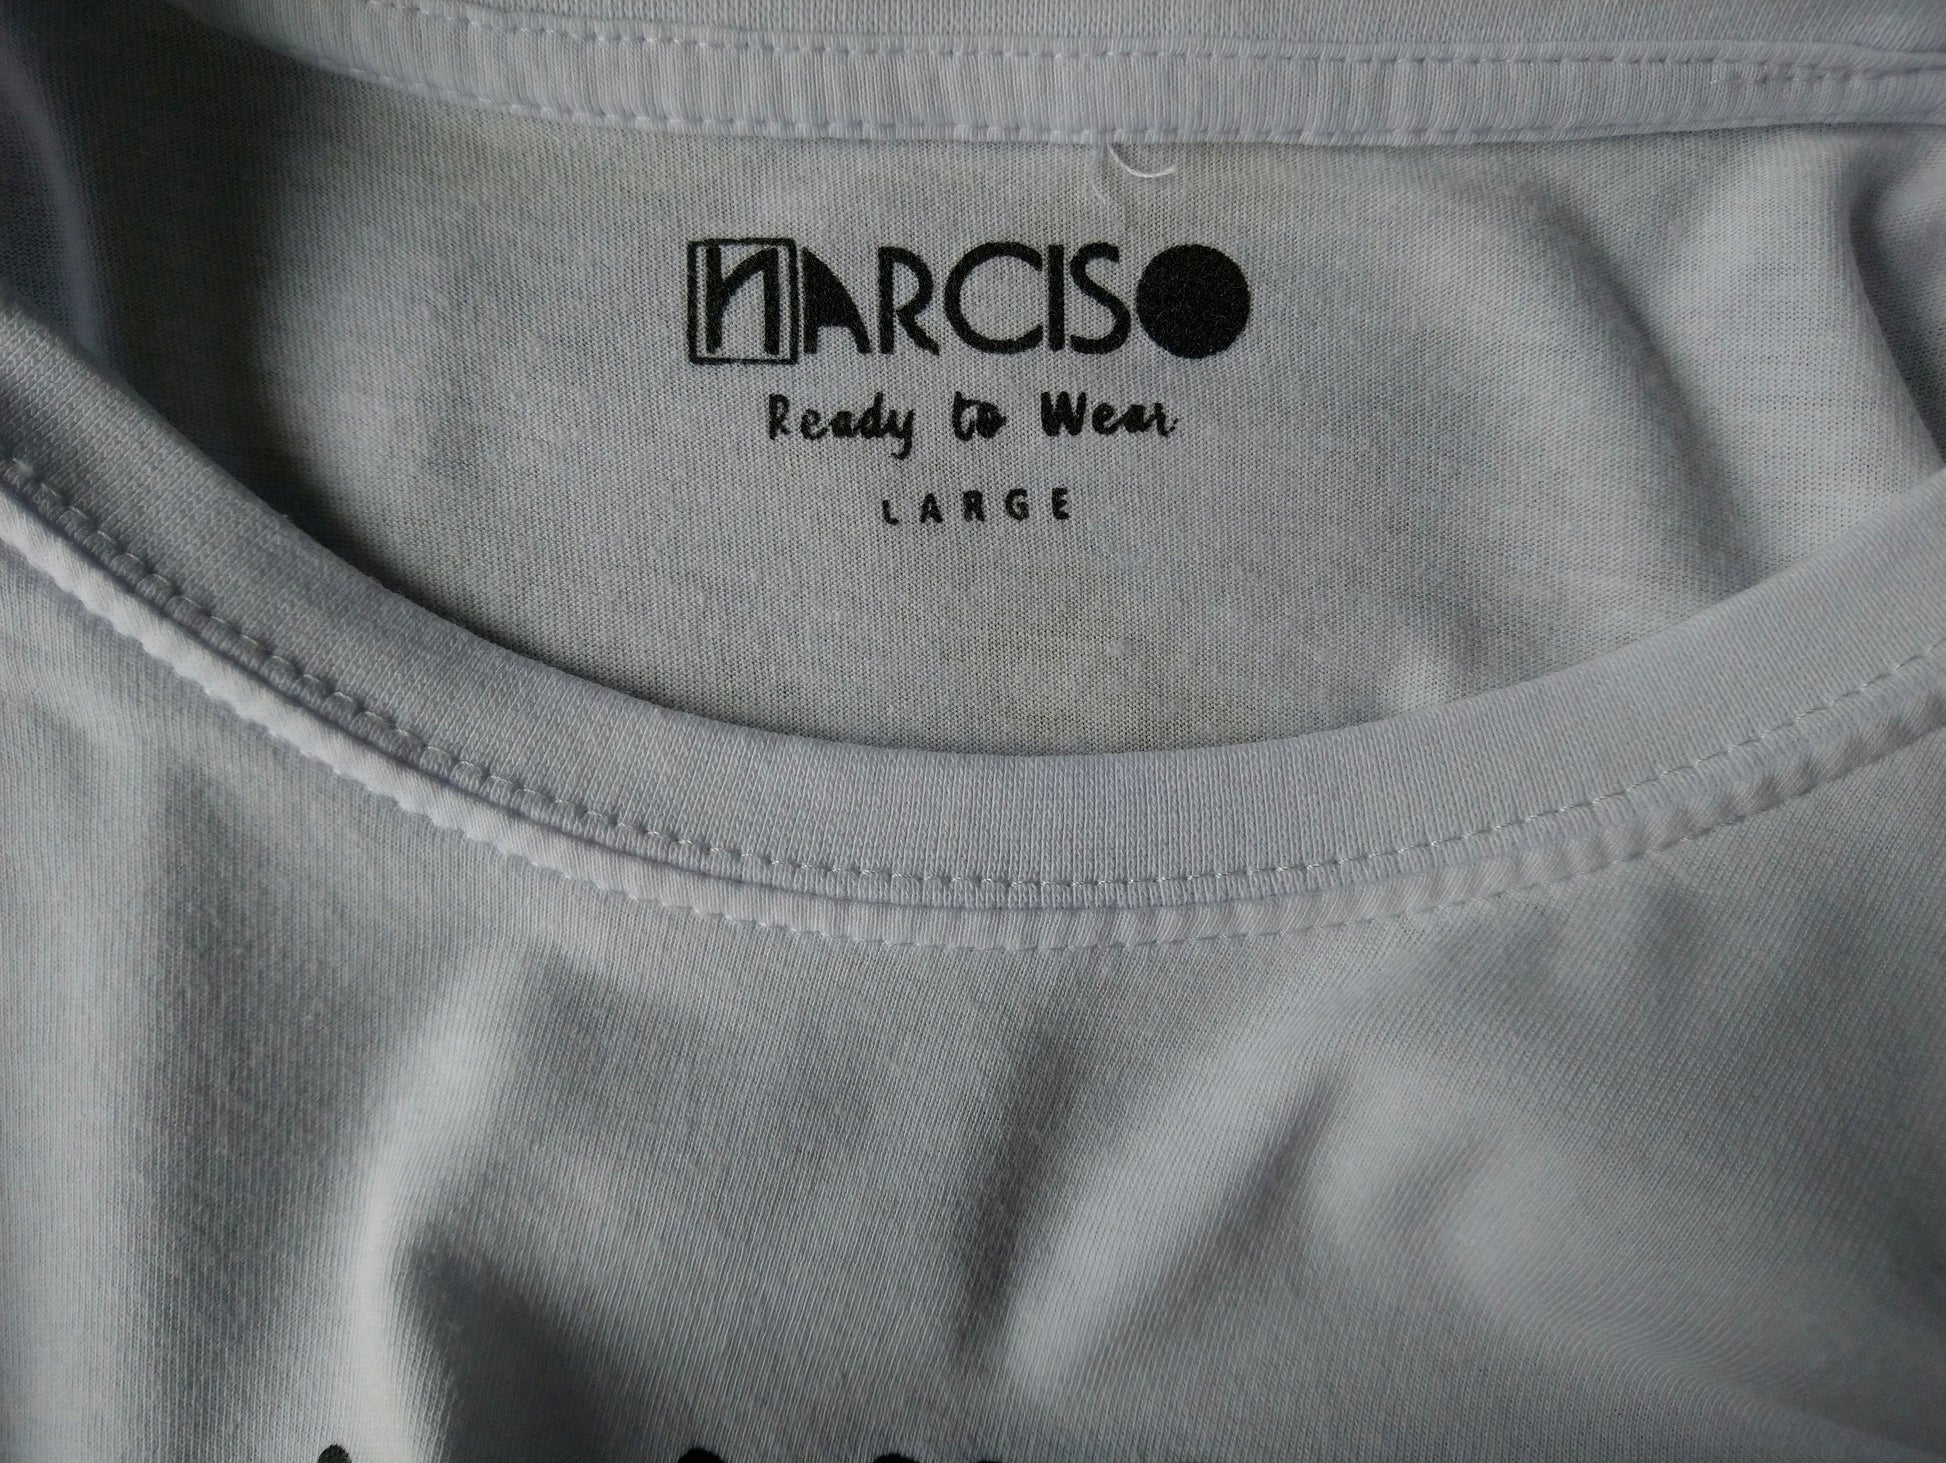 NARCISO
Ready to Wear
LARGE